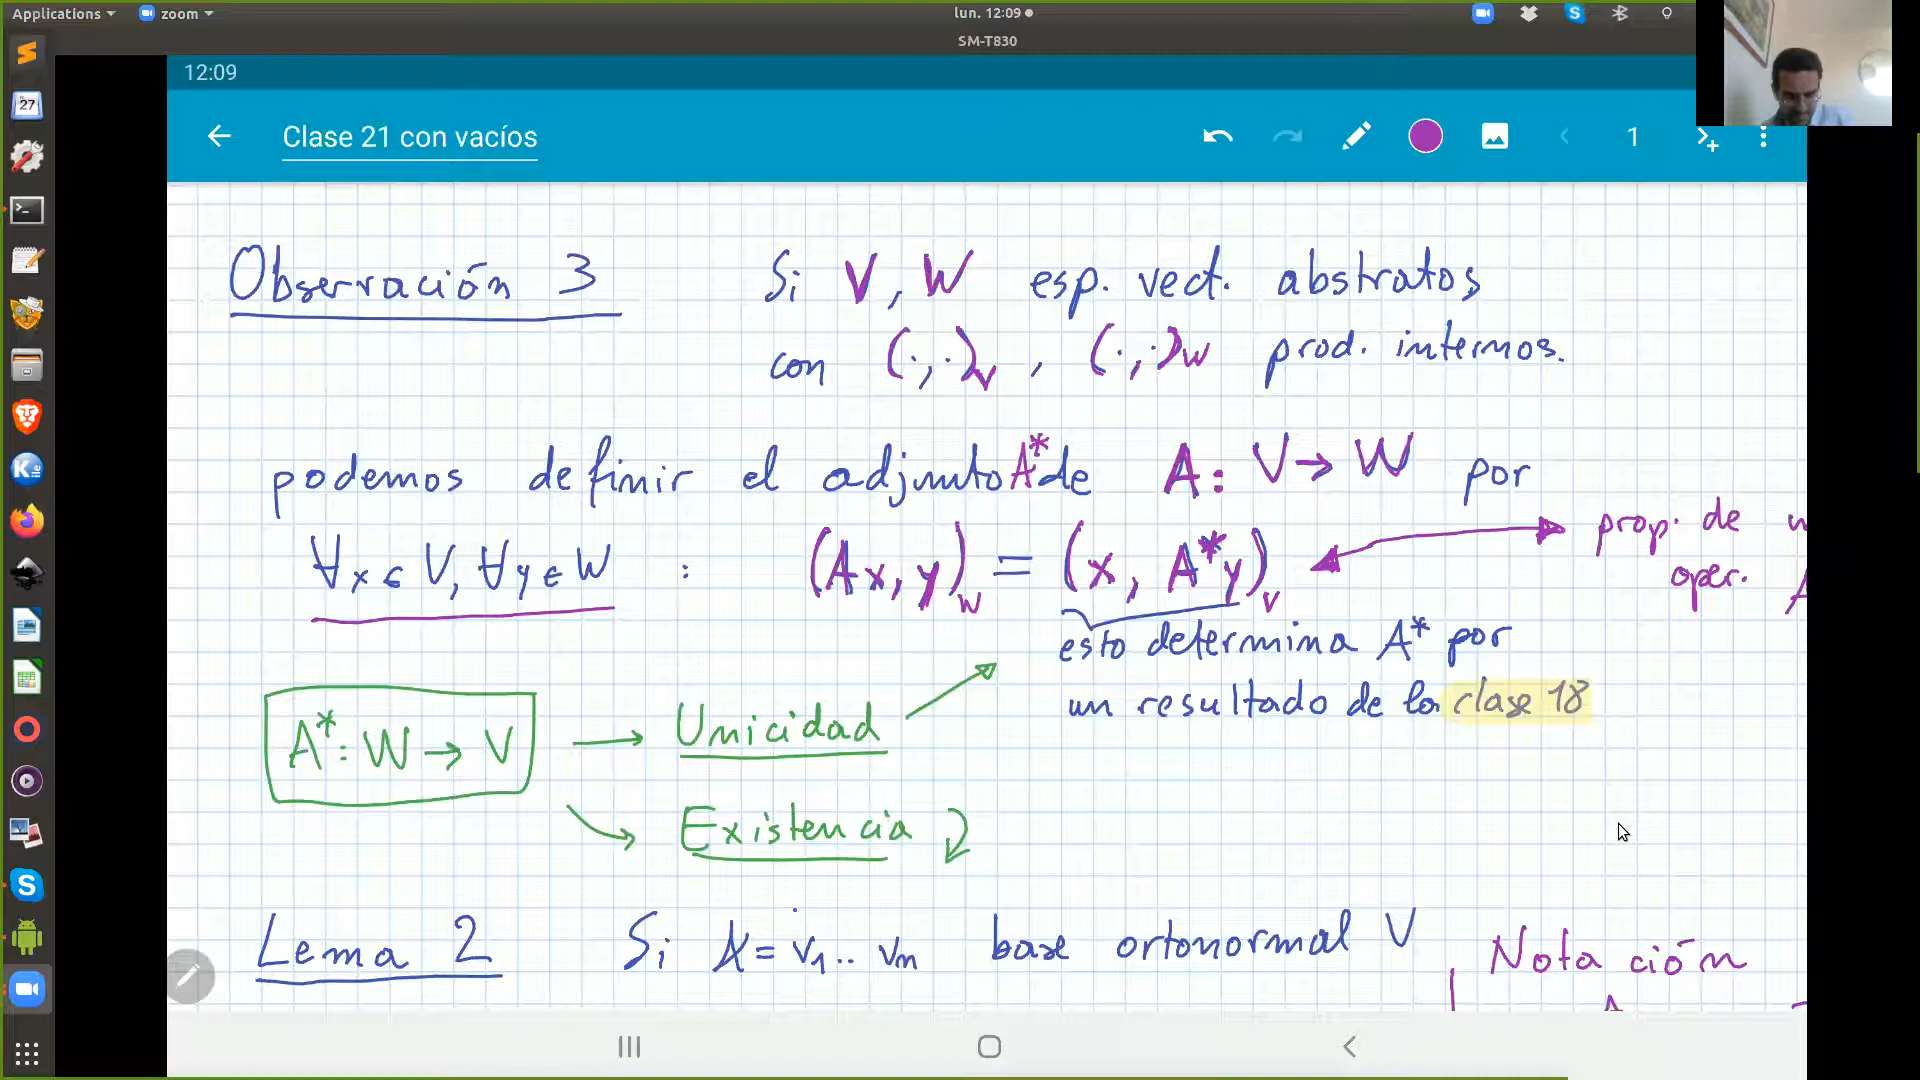 Applications zoom lun. 12:09
SM-T830
12:09
Clase 21 con vacíos 1
Observación 3 Si V, W esp. vect. abstratos
con (·,·)V , (·,·)W prod. internos.
podemos definir el adjunto A* de A: V → W por
∀x ∈ V, ∀y ∈ W : (Ax, y)W = (x, A*y)V prop. de
oper.
esto determina A* por
un resultado de la clase 18
A*: W → V → Unicidad
Existencia
Lema 2 Si X = v1 .. vn base ortonormal V
Notación